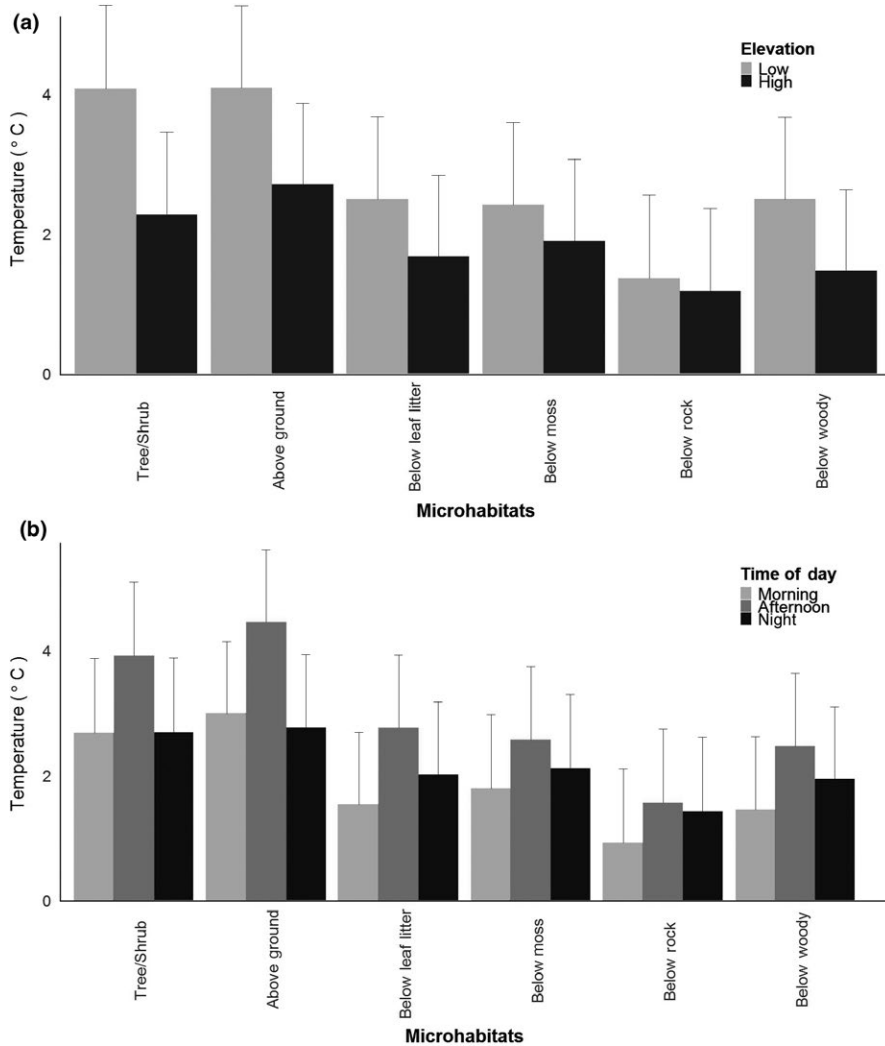 (a)
Elevation
Low
High
Temperature ( ° C )
4
2
0
Tree/Shrub
Above ground
Below leaf litter
Below moss
Below rock
Below woody
Microhabitats
(b)
Time of day
Morning
Afternoon
Night
Temperature ( ° C )
4
2
0
Tree/Shrub
Above ground
Below leaf litter
Below moss
Below rock
Below woody
Microhabitats